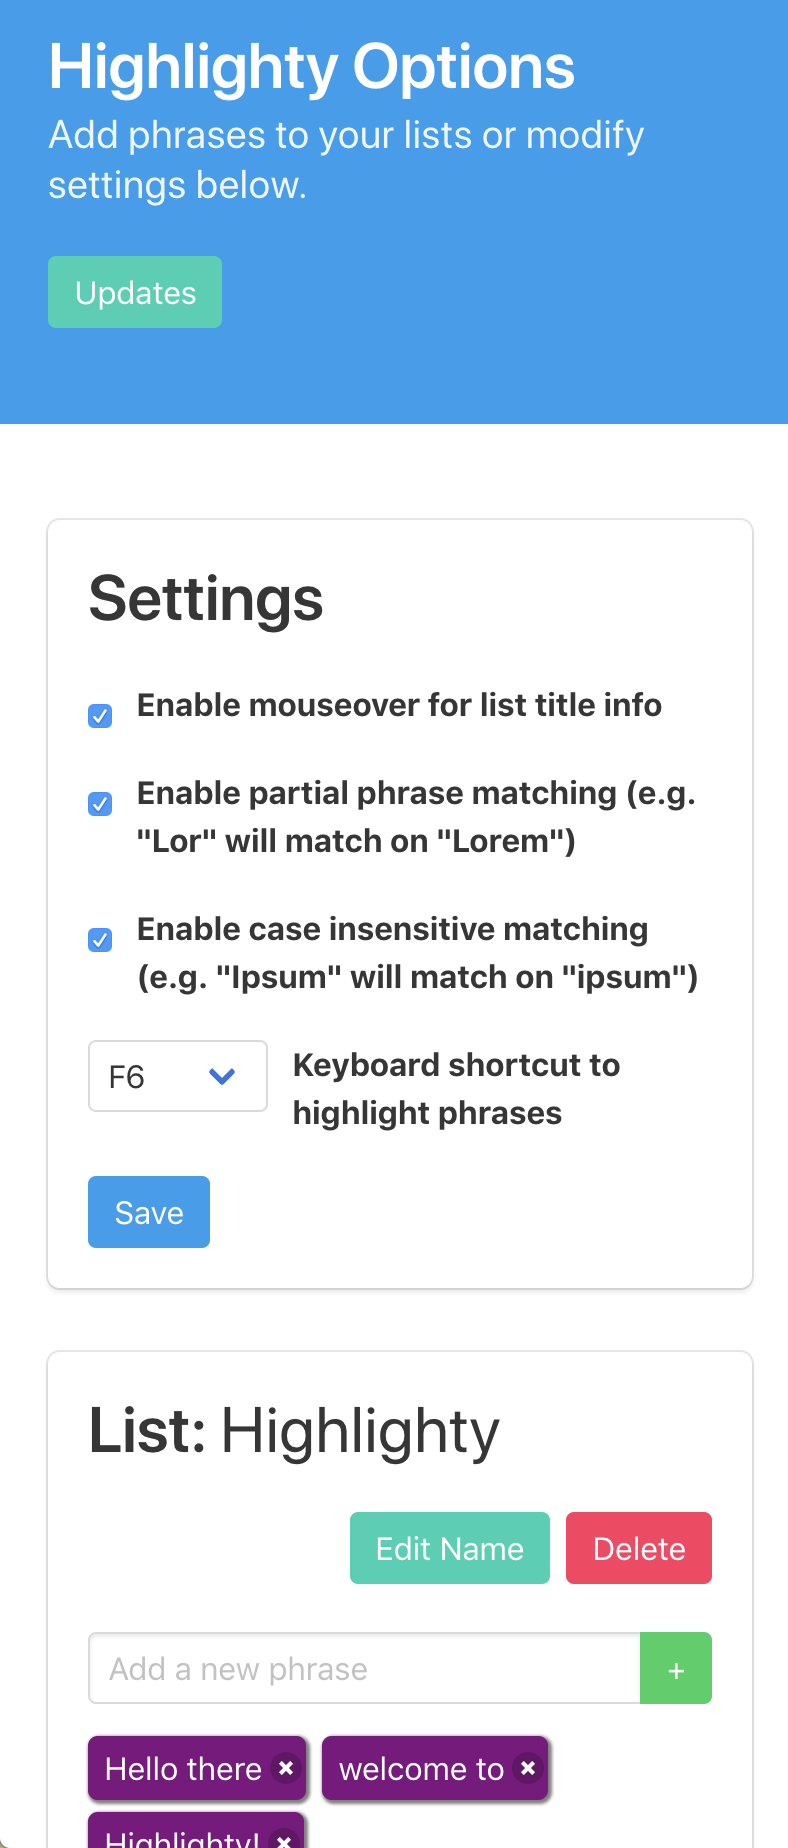 Highlighty Options
Add phrases to your lists or modify
settings below.
Updates
Settings
Enable mouseover for list title info
Enable partial phrase matching (e.g.
"Lor" will match on "Lorem")
Enable case insensitive matching
(e.g. "Ipsum" will match on "ipsum")
F6
Keyboard shortcut to
highlight phrases
Save
List: Highlighty
Edit Name
Delete
Add a new phrase
+
Hello there
welcome to
Highlighty!